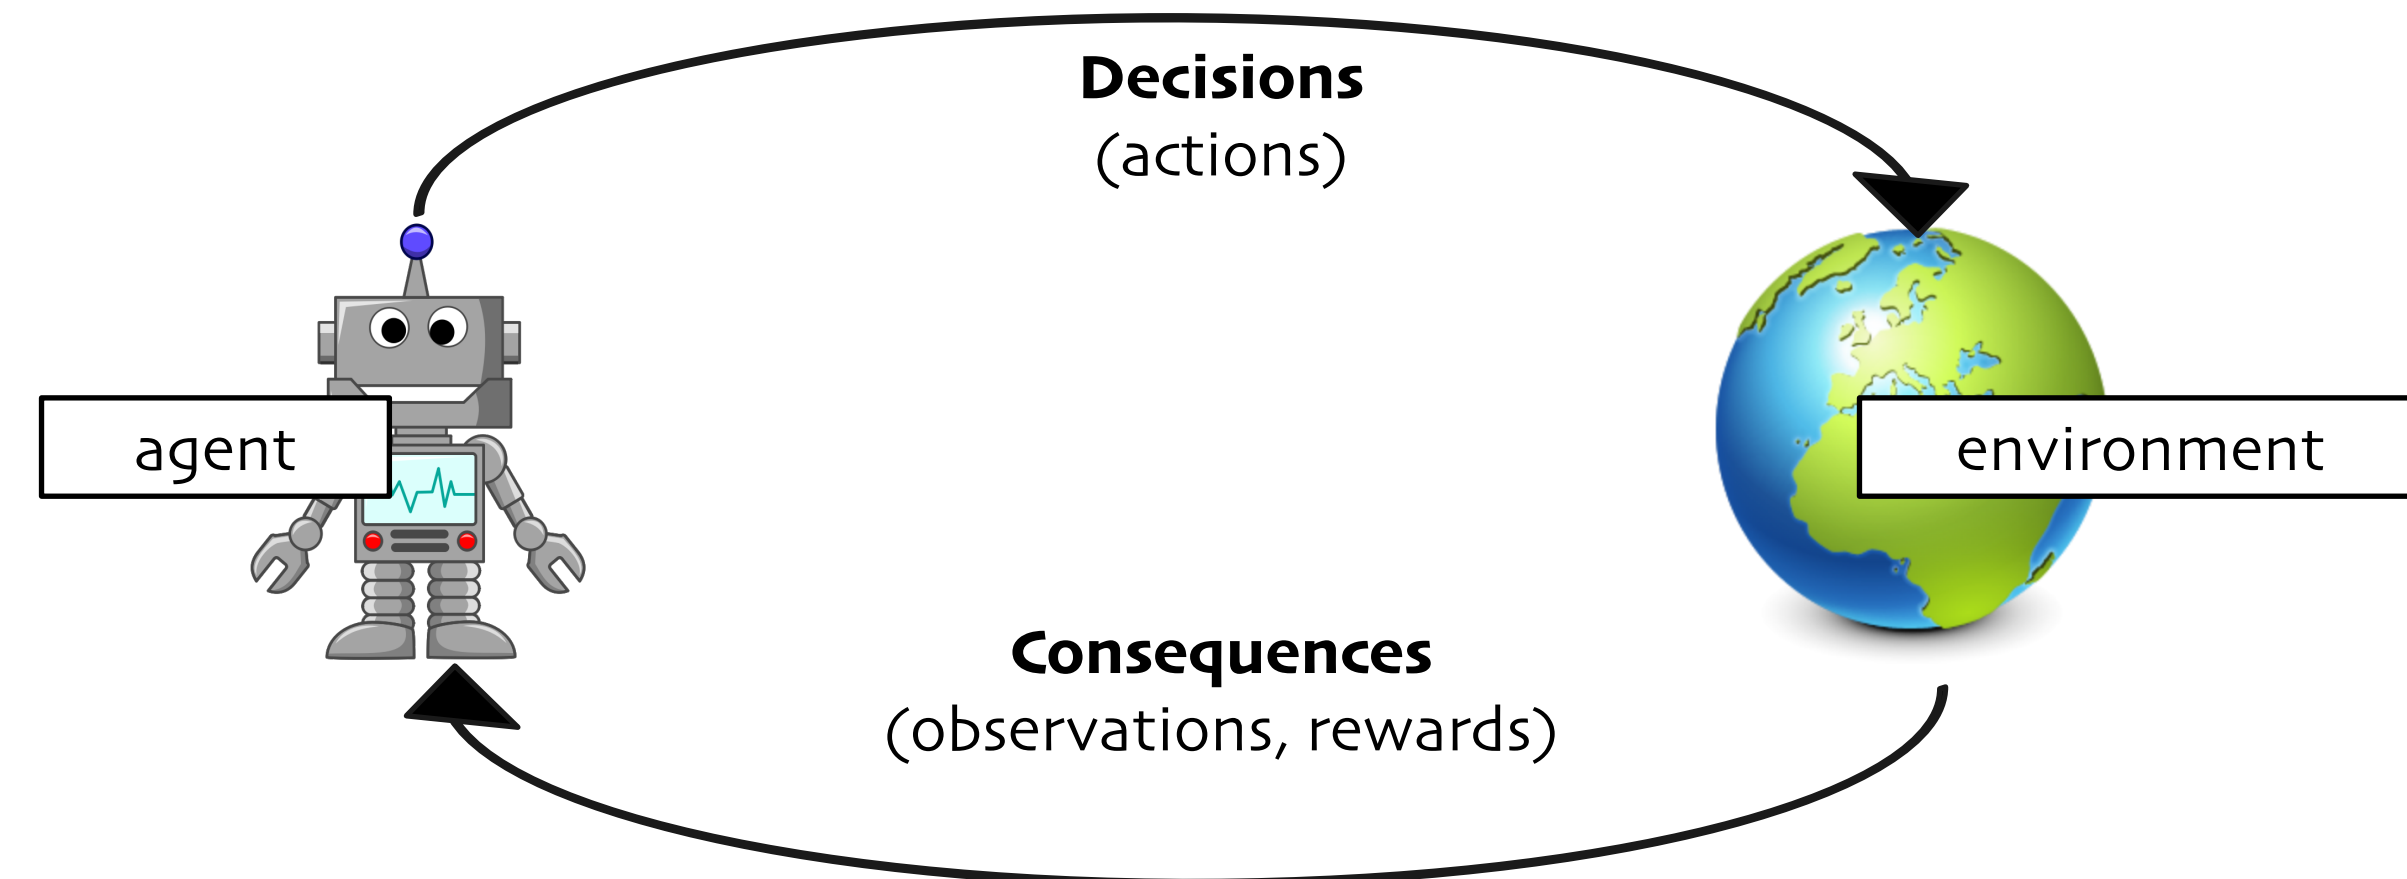 Decisions
(actions)
agent
environment
Consequences
(observations, rewards)